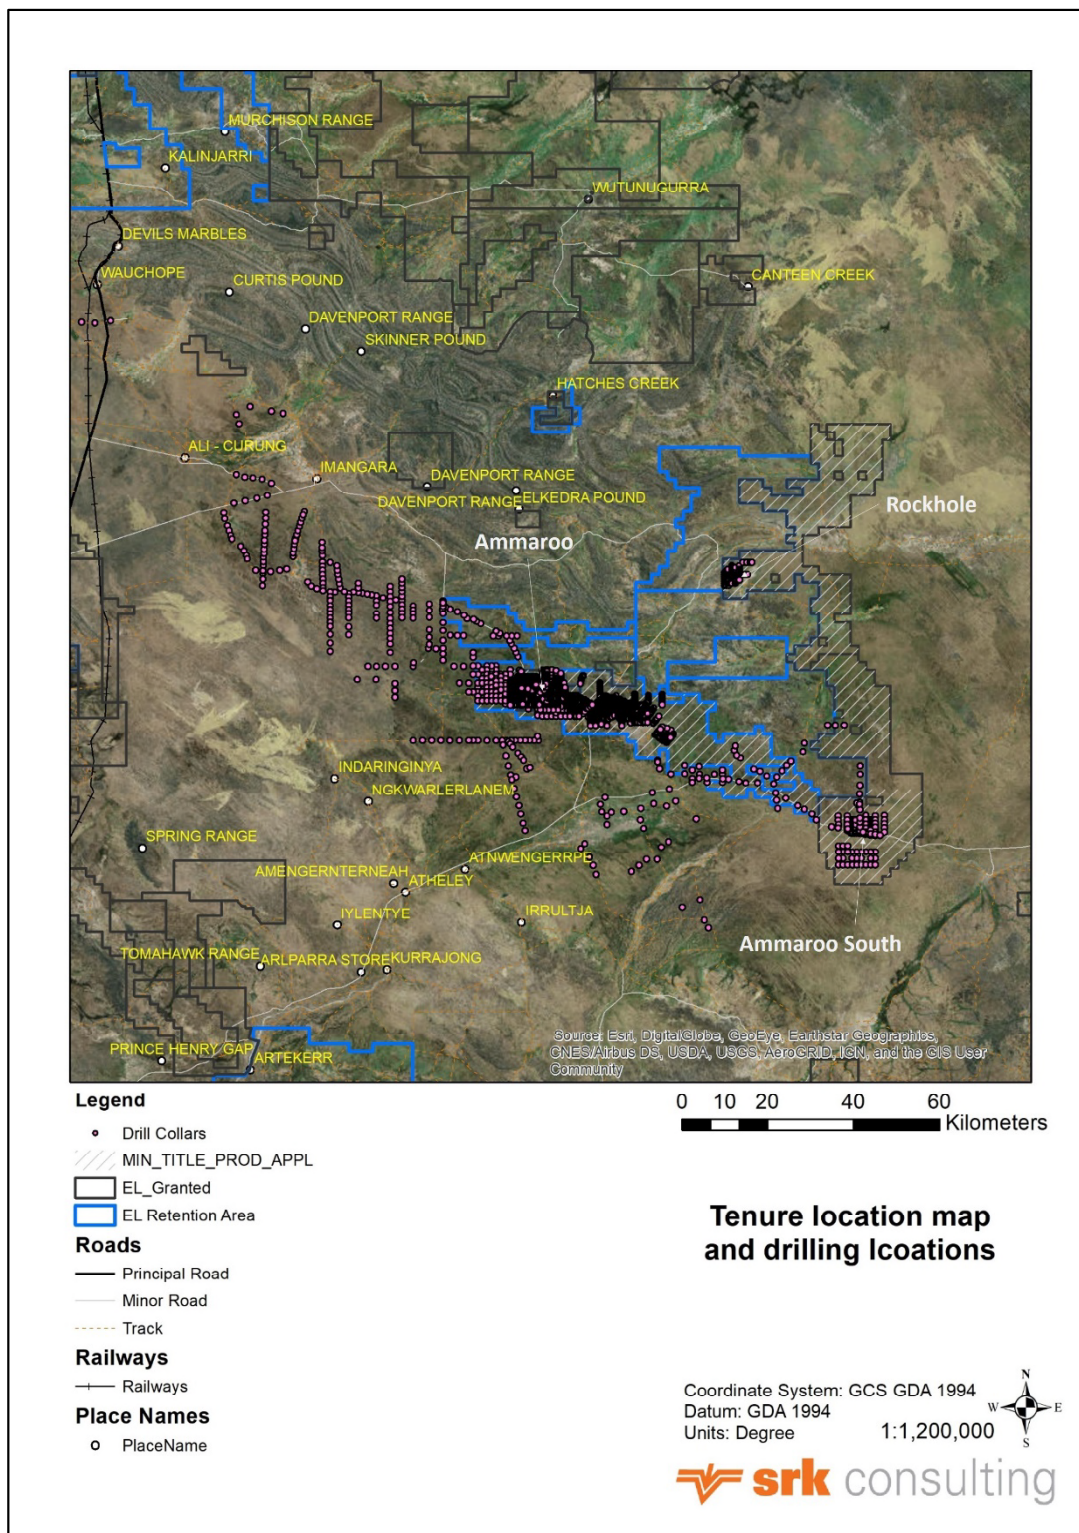 MURCHISON RANGE
KALINJARRI
WUTUNUGURRA
DEVILS MARBLES
WAUCHOPE
CURTIS POUND
CANTEEN CREEK
DAVENPORT RANGE
SKINNER POUND
HATCHES CREEK
ALI - CURUNG
IMANGARA
DAVENPORT RANGE
DAVENPORT RANGE
ELKEDRA POUND
Rockhole
Ammaroo
INDARINGINYA
NGKWARLERLANEM
SPRING RANGE
ATNWENGERRPE
AMENGERNTERNEAH
ATHELEY
IYLENTYE
IRRULTJA
Ammaroo South
TOMAHAWK RANGE
ARLPARRA STORE
KURRAJONG
PRINCE HENRY GAP
ARTEKERR
Source: Esri, DigitalGlobe, GeoEye, Earthstar Geographics,
CNES/Airbus DS, USDA, USGS, AeroGRID, IGN, and the GIS User
Community
Legend
Drill Collars
MIN_TITLE_PROD_APPL
EL_Granted
EL Retention Area
Roads
Principal Road
Minor Road
Track
Railways
Railways
Place Names
PlaceName
0 10 20 40 60
Kilometers
Tenure location map
and drilling lcoations
Coordinate System: GCS GDA 1994
Datum: GDA 1994
Units: Degree
1:1,200,000
N
W E
S
srk consulting